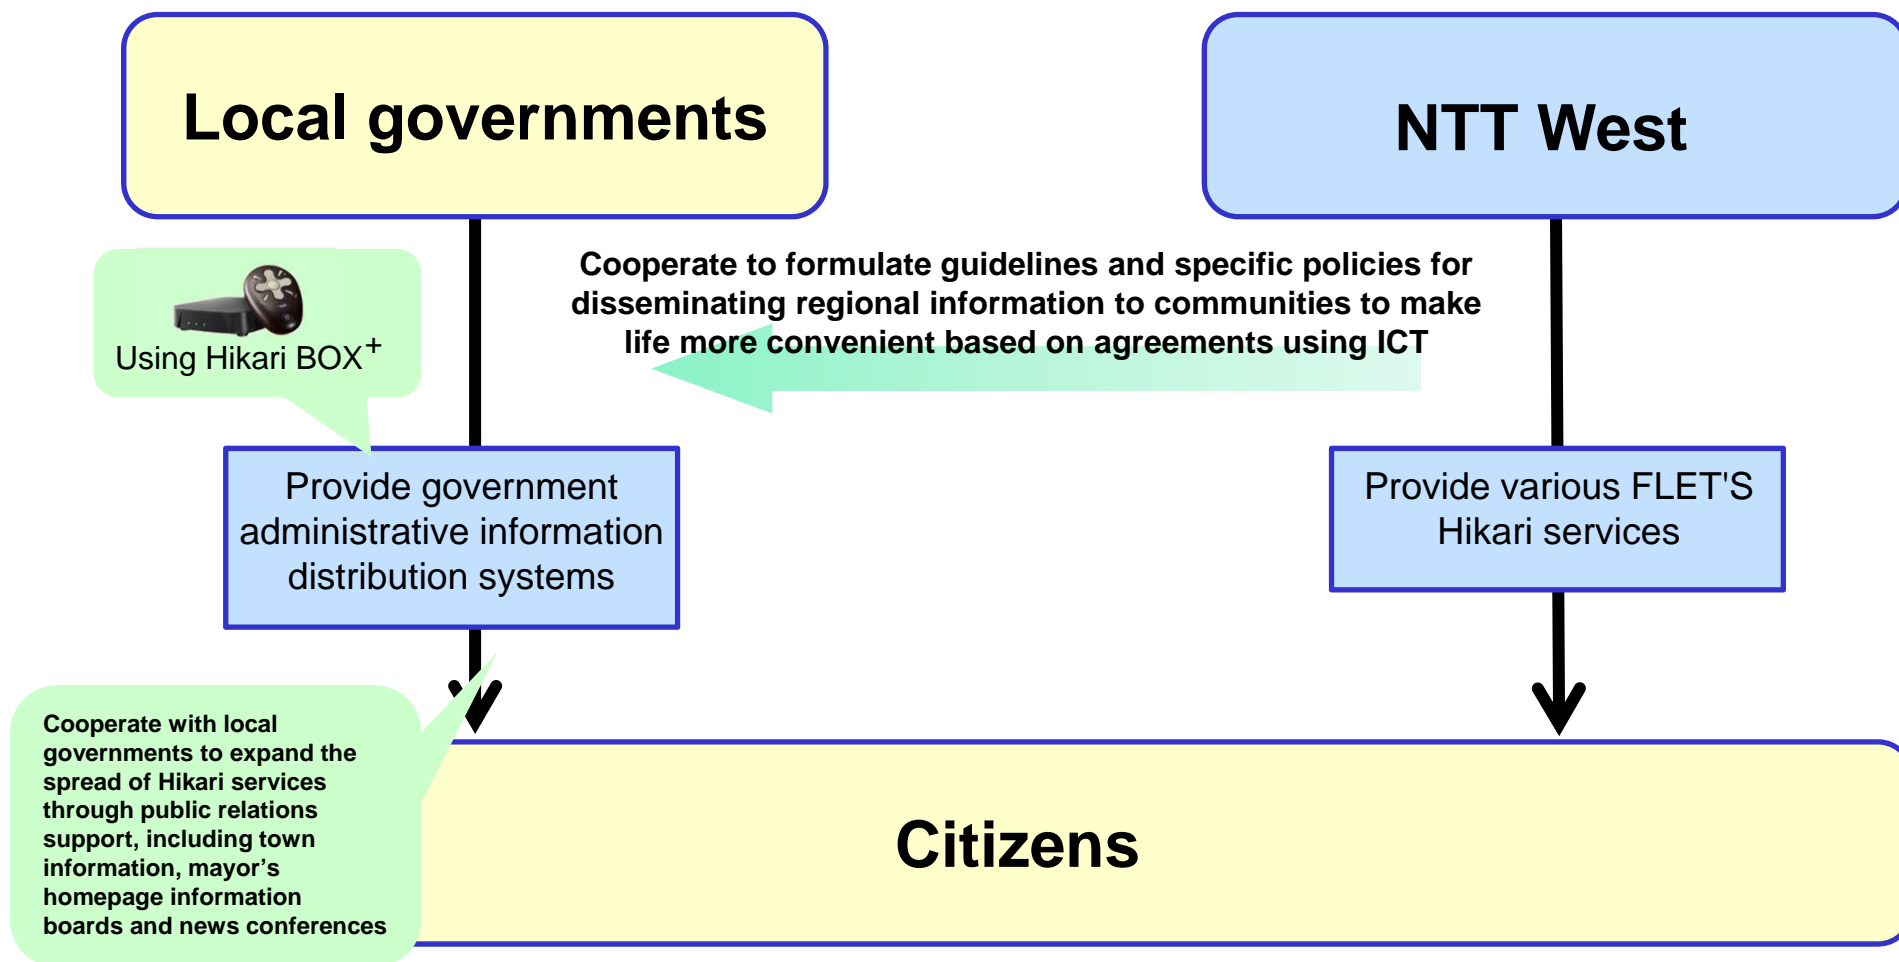 Local governments
NTT West
Cooperate to formulate guidelines and specific policies for
disseminating regional information to communities to make
life more convenient based on agreements using ICT
Using Hikari BOX+
Provide government
administrative information
distribution systems
Provide various FLET'S
Hikari services
Cooperate with local
governments to expand the
spread of Hikari services
through public relations
support, including town
information, mayor’s
homepage information
boards and news conferences
Citizens